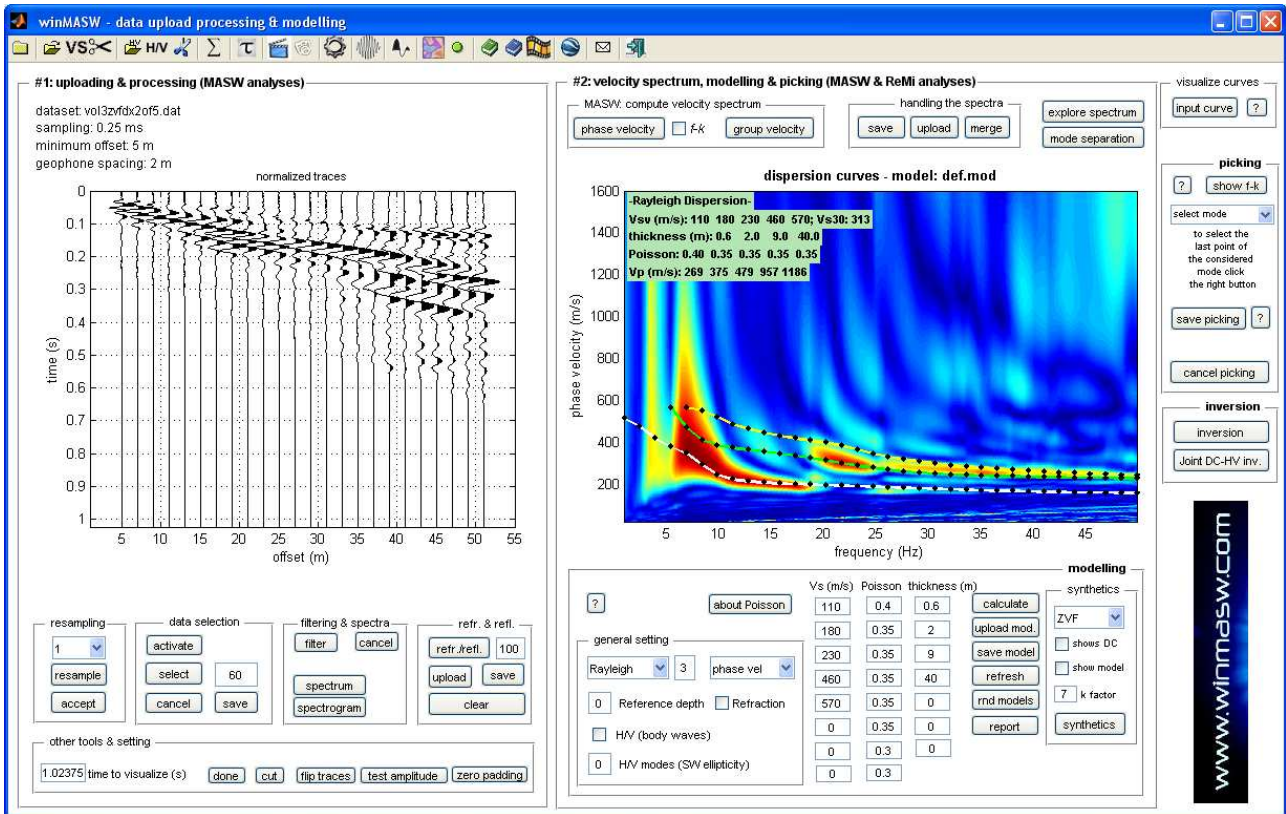 winMASW - data upload processing & modelling
VS
H/V
Σ
τ
#1: uploading & processing (MASW analyses)
dataset: vol3zvfdx2of5.dat
sampling: 0.25 ms
minimum offset: 5 m
geophone spacing: 2 m
normalized traces
time (s)
0
0.1
0.2
0.3
0.4
0.5
0.6
0.7
0.8
0.9
1
5 10 15 20 25 30 35 40 45 50 55
offset (m)
resampling
1
resample
accept
data selection
activate
select 60
cancel save
filtering & spectra
filter cancel
spectrum
spectrogram
refr. & refl.
refr./refl. 100
upload save
clear
other tools & setting
1.02375 time to visualize (s) done cut flip traces test amplitude zero padding
#2: velocity spectrum, modelling & picking (MASW & ReMi analyses)
MASW: compute velocity spectrum
phase velocity f-k group velocity
handling the spectra
save upload merge
explore spectrum
mode separation
dispersion curves - model: def.mod
-Rayleigh Dispersion-
Vsv (m/s): 110 180 230 460 570; Vs30: 313
thickness (m): 0.6 2.0 9.0 40.0
Poisson: 0.40 0.35 0.35 0.35 0.35
Vp (m/s): 269 375 479 957 1186
phase velocity (m/s)
1600
1400
1200
1000
800
600
400
200
5 10 15 20 25 30 35 40 45
frequency (Hz)
modelling
? about Poisson
general setting
Rayleigh 3 phase vel
0 Reference depth Refraction
H/V (body waves)
0 H/V modes (SW ellipticity)
Vs (m/s) Poisson thickness (m)
110 0.4 0.6
180 0.35 2
230 0.35 9
460 0.35 40
570 0.35 0
0 0.35 0
0 0.3 0
0 0.3
calculate
upload mod.
save model
refresh
rnd models
report
synthetics
ZVF
shows DC
show model
7 k factor
synthetics
visualize curves
input curve ?
picking
? show f-k
select mode
to select the
last point of
the considered
mode click
the right button
save picking ?
cancel picking
inversion
inversion
Joint DC-HV inv.
www.winmasw.com